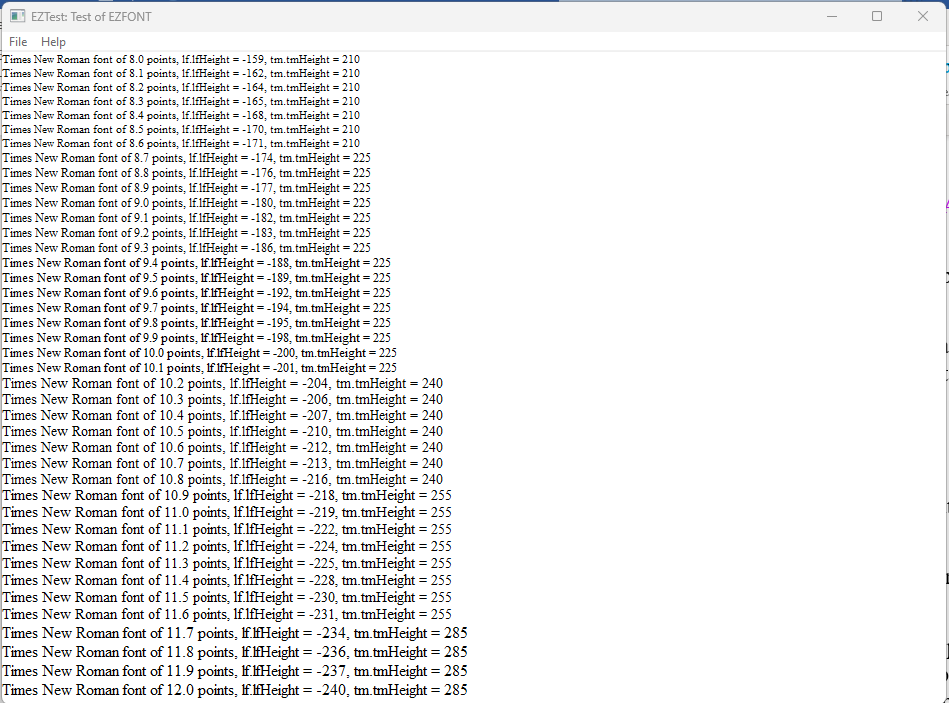 EZTest: Test of EZFONT
File Help
Times New Roman font of 8.0 points, lf.lfHeight = -159, tm.tmHeight = 210
Times New Roman font of 8.1 points, lf.lfHeight = -162, tm.tmHeight = 210
Times New Roman font of 8.2 points, lf.lfHeight = -164, tm.tmHeight = 210
Times New Roman font of 8.3 points, lf.lfHeight = -165, tm.tmHeight = 210
Times New Roman font of 8.4 points, lf.lfHeight = -168, tm.tmHeight = 210
Times New Roman font of 8.5 points, lf.lfHeight = -170, tm.tmHeight = 210
Times New Roman font of 8.6 points, lf.lfHeight = -171, tm.tmHeight = 210
Times New Roman font of 8.7 points, lf.lfHeight = -174, tm.tmHeight = 225
Times New Roman font of 8.8 points, lf.lfHeight = -176, tm.tmHeight = 225
Times New Roman font of 8.9 points, lf.lfHeight = -177, tm.tmHeight = 225
Times New Roman font of 9.0 points, lf.lfHeight = -180, tm.tmHeight = 225
Times New Roman font of 9.1 points, lf.lfHeight = -182, tm.tmHeight = 225
Times New Roman font of 9.2 points, lf.lfHeight = -183, tm.tmHeight = 225
Times New Roman font of 9.3 points, lf.lfHeight = -186, tm.tmHeight = 225
Times New Roman font of 9.4 points, lf.lfHeight = -188, tm.tmHeight = 225
Times New Roman font of 9.5 points, lf.lfHeight = -189, tm.tmHeight = 225
Times New Roman font of 9.6 points, lf.lfHeight = -192, tm.tmHeight = 225
Times New Roman font of 9.7 points, lf.lfHeight = -194, tm.tmHeight = 225
Times New Roman font of 9.8 points, lf.lfHeight = -195, tm.tmHeight = 225
Times New Roman font of 9.9 points, lf.lfHeight = -198, tm.tmHeight = 225
Times New Roman font of 10.0 points, lf.lfHeight = -200, tm.tmHeight = 225
Times New Roman font of 10.1 points, lf.lfHeight = -201, tm.tmHeight = 225
Times New Roman font of 10.2 points, lf.lfHeight = -204, tm.tmHeight = 240
Times New Roman font of 10.3 points, lf.lfHeight = -206, tm.tmHeight = 240
Times New Roman font of 10.4 points, lf.lfHeight = -207, tm.tmHeight = 240
Times New Roman font of 10.5 points, lf.lfHeight = -210, tm.tmHeight = 240
Times New Roman font of 10.6 points, lf.lfHeight = -212, tm.tmHeight = 240
Times New Roman font of 10.7 points, lf.lfHeight = -213, tm.tmHeight = 240
Times New Roman font of 10.8 points, lf.lfHeight = -216, tm.tmHeight = 240
Times New Roman font of 10.9 points, lf.lfHeight = -218, tm.tmHeight = 255
Times New Roman font of 11.0 points, lf.lfHeight = -219, tm.tmHeight = 255
Times New Roman font of 11.1 points, lf.lfHeight = -222, tm.tmHeight = 255
Times New Roman font of 11.2 points, lf.lfHeight = -224, tm.tmHeight = 255
Times New Roman font of 11.3 points, lf.lfHeight = -225, tm.tmHeight = 255
Times New Roman font of 11.4 points, lf.lfHeight = -228, tm.tmHeight = 255
Times New Roman font of 11.5 points, lf.lfHeight = -230, tm.tmHeight = 255
Times New Roman font of 11.6 points, lf.lfHeight = -231, tm.tmHeight = 255
Times New Roman font of 11.7 points, lf.lfHeight = -234, tm.tmHeight = 285
Times New Roman font of 11.8 points, lf.lfHeight = -236, tm.tmHeight = 285
Times New Roman font of 11.9 points, lf.lfHeight = -237, tm.tmHeight = 285
Times New Roman font of 12.0 points, lf.lfHeight = -240, tm.tmHeight = 285